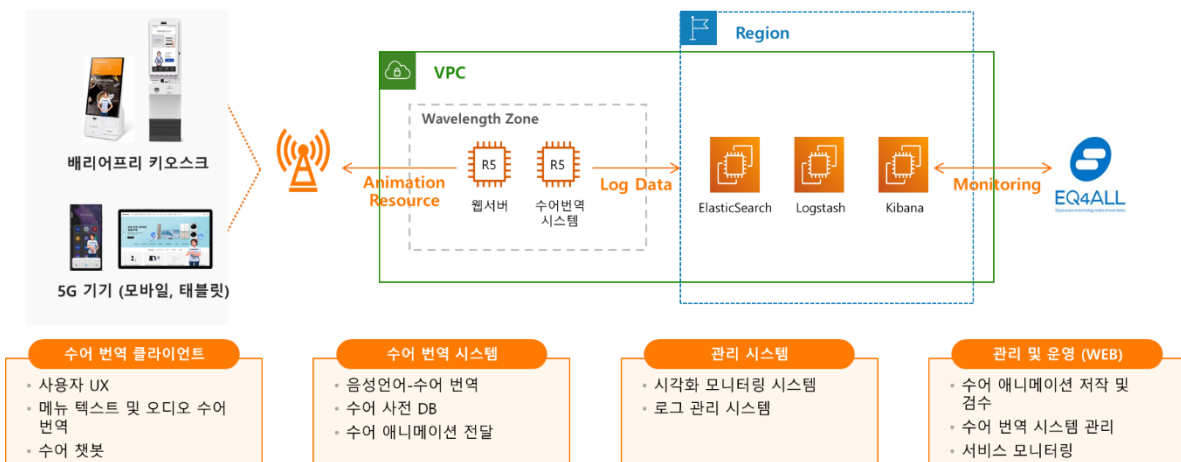 Region
VPC
Wavelength Zone
배리어프리 키오스크
R5
R5
Animation
Resource
Log Data
Monitoring
웹서버
수어번역
시스템
ElasticSearch
Logstash
Kibana
EQ4ALL
5G 기기 (모바일, 태블릿)
수어 번역 클라이언트
• 사용자 UX
• 메뉴 텍스트 및 오디오 수어
번역
• 수어 챗봇
수어 번역 시스템
• 음성언어-수어 번역
• 수어 사전 DB
• 수어 애니메이션 전달
관리 시스템
• 시각화 모니터링 시스템
• 로그 관리 시스템
관리 및 운영 (WEB)
• 수어 애니메이션 저작 및
검수
• 수어 번역 시스템 관리
• 서비스 모니터링